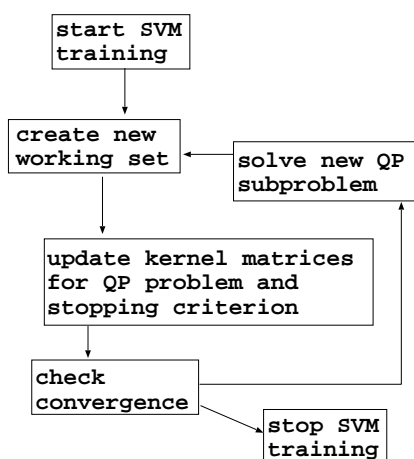 start SVM
training
create new
working set
solve new QP
subproblem
update kernel matrices
for QP problem and
stopping criterion
check
convergence
stop SVM
training